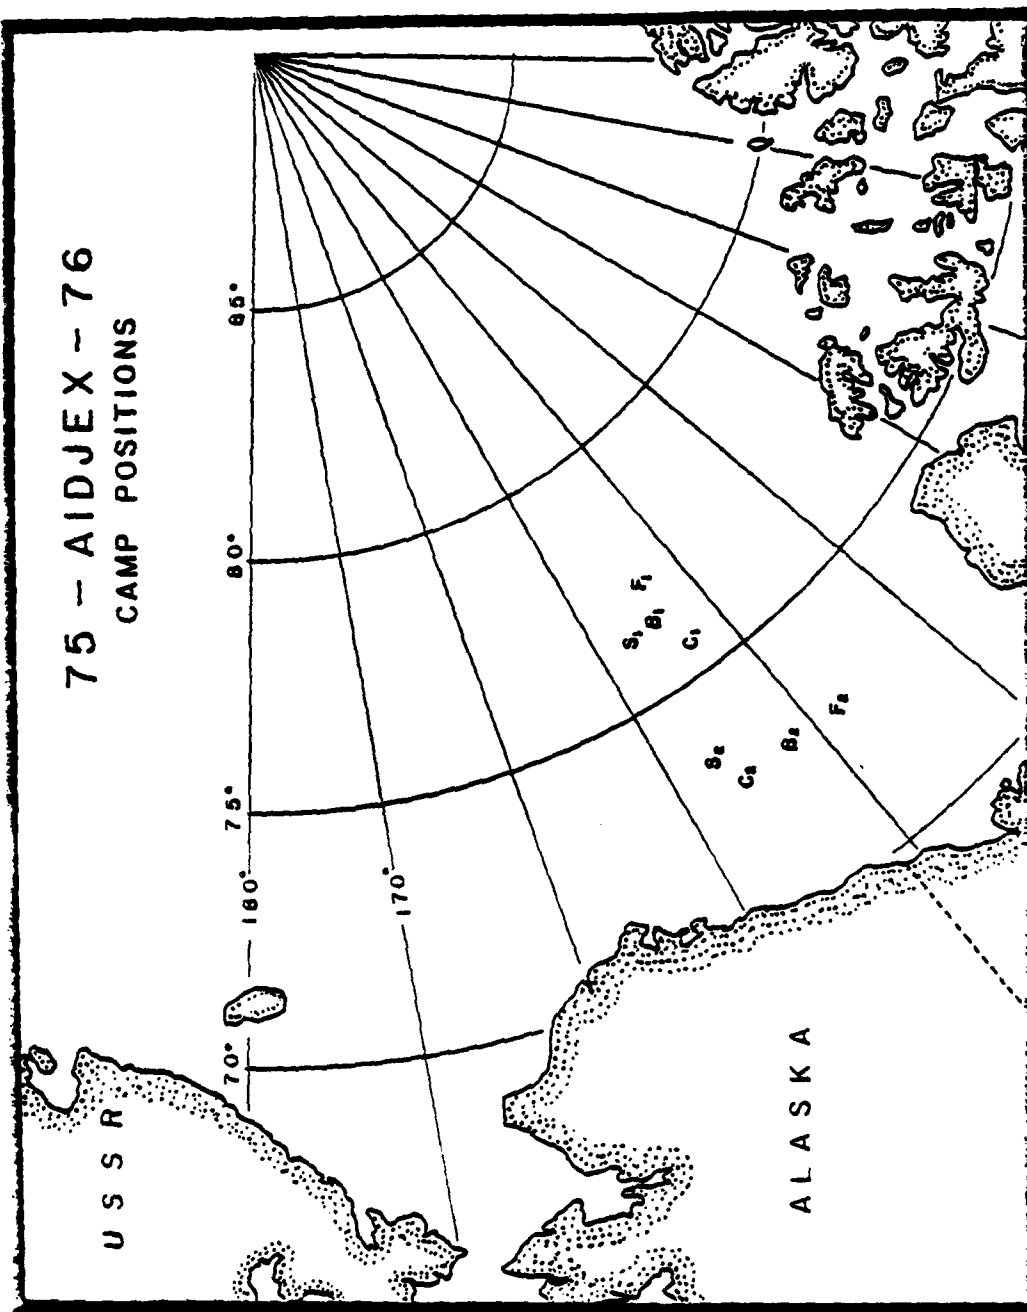 75 – AIDJEX – 76
CAMP POSITIONS
85°
80°
75°
70°
180°
170°
F₁
B₁
S₁
C₁
F₂
B₂
S₂
C₂
USSR
ALASKA